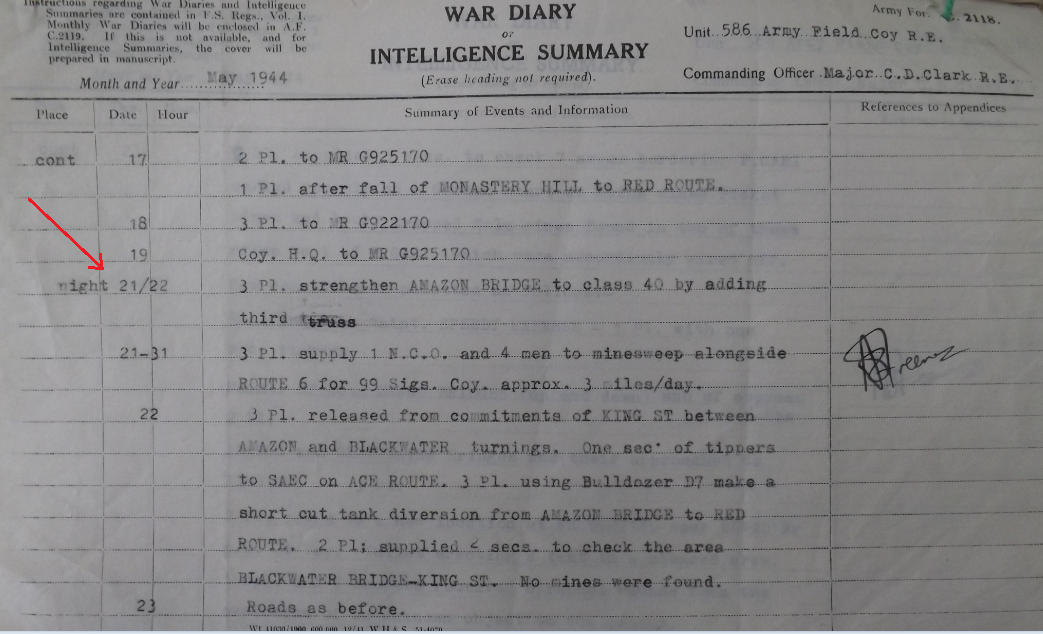 Instructions regarding War Diaries and Intelligence
Summaries are contained in F.S. Regs., Vol. I.
Monthly War Diaries will be enclosed in A.F.
C.2119. If this is not available, and for
Intelligence Summaries, the cover will be
prepared in manuscript.
Month and Year May 1944
WAR DIARY
or
INTELLIGENCE SUMMARY
(Erase heading not required).
Army For C. 2118.
Unit 586 Army Field Coy R.E.
Commanding Officer Major C.D.Clark R.E.
Place Date Hour Summary of Events and Information References to Appendices
cont 17 2 Pl. to MR G925170
1 Pl. after fall of MONASTERY HILL to RED ROUTE.
18 3 Pl. to MR G922170
19 Coy. H.Q. to MR G925170
night 21/22 3 Pl. strengthen AMAZON BRIDGE to class 40 by adding
third truss
21-31 3 Pl. supply 1 N.C.O. and 4 men to minesweep alongside
ROUTE 6 for 99 Sigs. Coy. approx. 3 iles/day.
22 3 Pl. released from commitments of KING ST between
AMAZON and BLACKWATER turnings. One sec of tippers
to SAEC on ACE ROUTE. 3 Pl. using Bulldozer D7 make a
short cut tank diversion from AMAZON BRIDGE to RED
ROUTE. 2 Pl; supplied secs. to check the area
BLACKWATER BRIDGE-KING ST. No mines were found.
23 Roads as before.